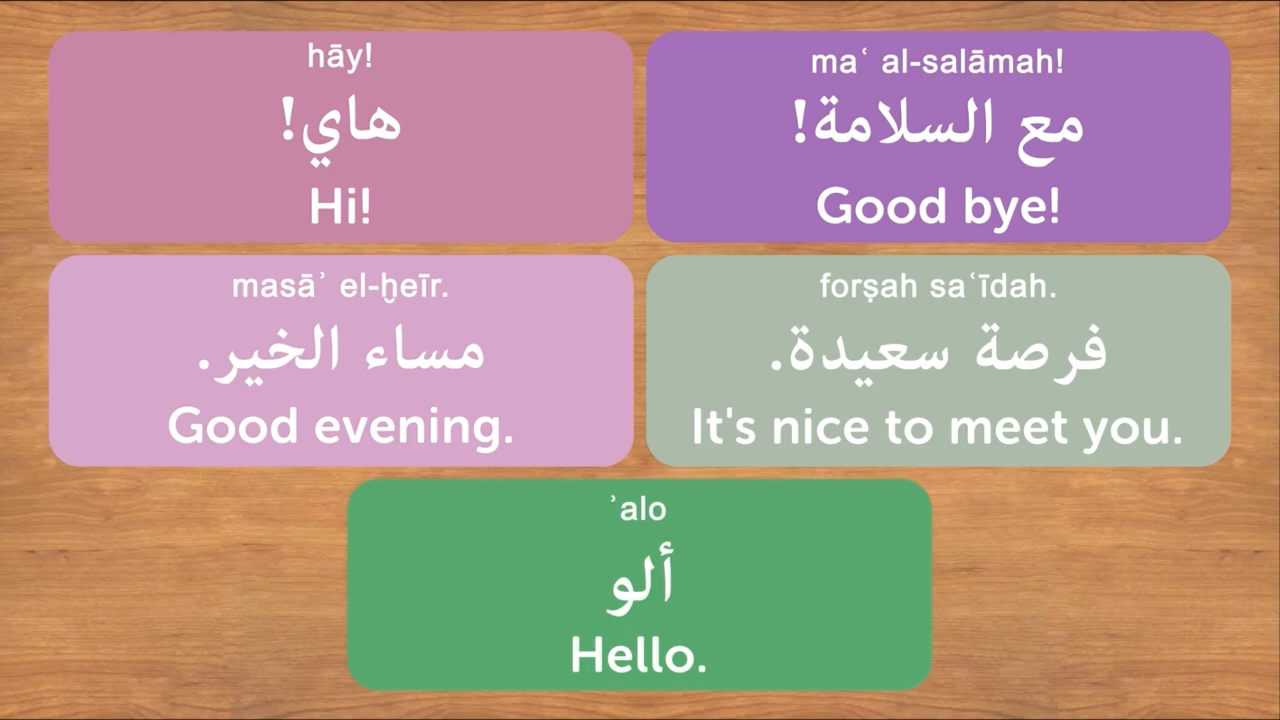 hāy!
هاي!
Hi!
maʿ al-salāmah!
مع السلامة!
Good bye!
masāʾ el-ḫeīr.
مساء الخير.
Good evening.
forṣah saʿīdah.
فرصة سعيدة.
It's nice to meet you.
ʾalo
ألو
Hello.